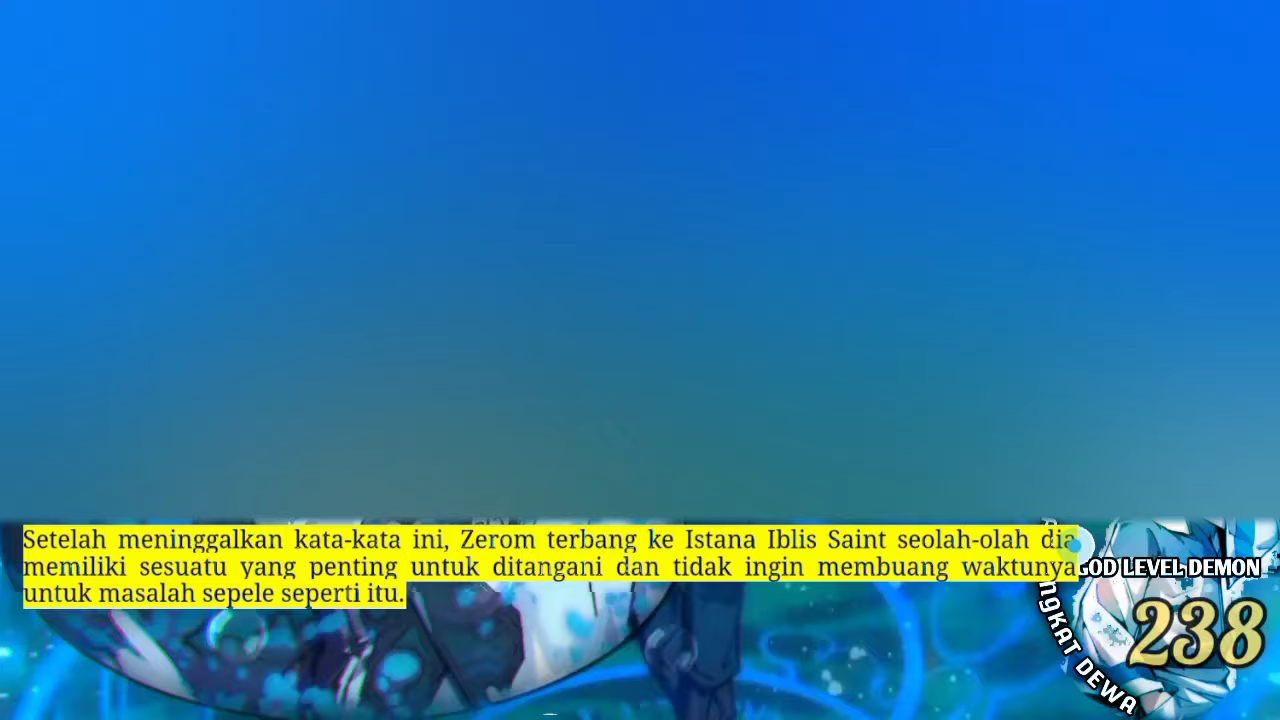 Setelah meninggalkan kata-kata ini, Zerom terbang ke Istana Iblis Saint seolah-olah dia
memiliki sesuatu yang penting untuk ditangani dan tidak ingin membuang waktunya
untuk masalah sepele seperti itu.
GOD LEVEL DEMON
238
NGKAT DEWA